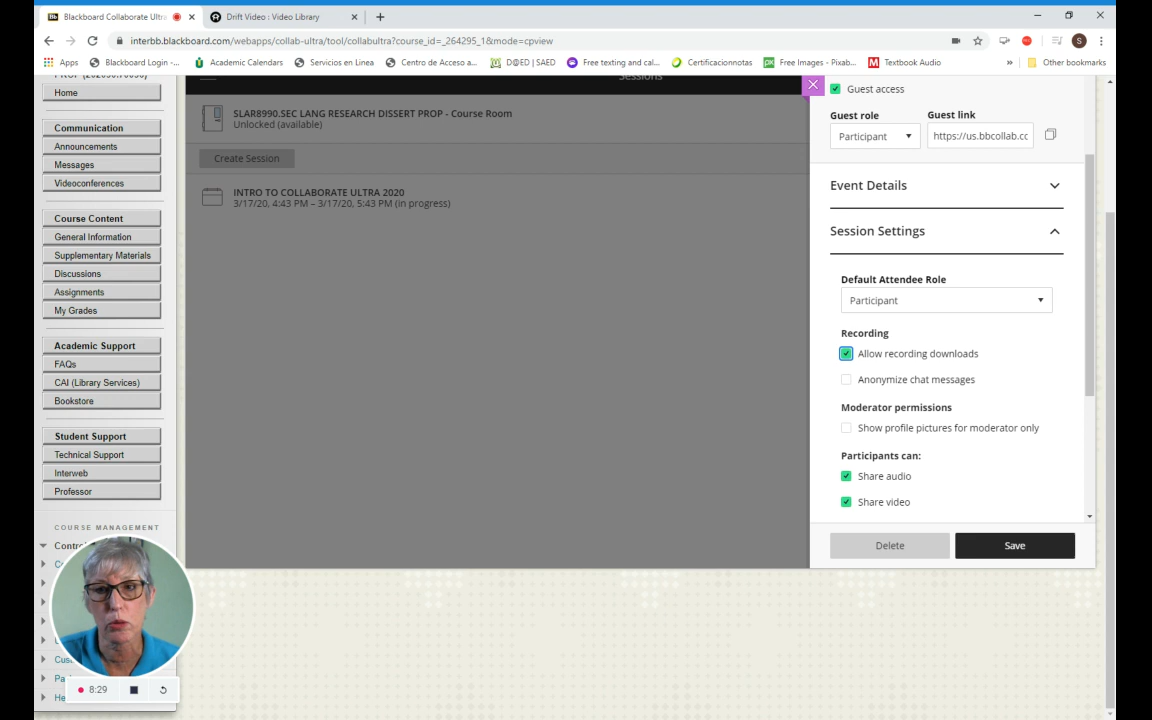 Blackboard Collaborate Ultra
Drift Video : Video Library
interbb.blackboard.com/webapps/collab-ultra/tool/collabultra?course_id=_264295_1&mode=cpview
S
Apps
Blackboard Login -...
Academic Calendars
Servicios en Linea
Centro de Acceso a...
D@ED | SAED
Free texting and cal...
Certificacionnotas
Free Images - Pixab...
Textbook Audio
»
Other bookmarks
Home
Communication
Announcements
Messages
Videoconferences
Course Content
General Information
Supplementary Materials
Discussions
Assignments
My Grades
Academic Support
FAQs
CAI (Library Services)
Bookstore
Student Support
Technical Support
Interweb
Professor
COURSE MANAGEMENT
8:29
Sessions
SLAR8990.SEC LANG RESEARCH DISSERT PROP - Course Room
Unlocked (available)
Create Session
INTRO TO COLLABORATE ULTRA 2020
3/17/20, 4:43 PM – 3/17/20, 5:43 PM (in progress)
Guest access
Guest role
Guest link
Participant
https://us.bbcollab.cc
Event Details
Session Settings
Default Attendee Role
Participant
Recording
Allow recording downloads
Anonymize chat messages
Moderator permissions
Show profile pictures for moderator only
Participants can:
Share audio
Share video
Delete
Save